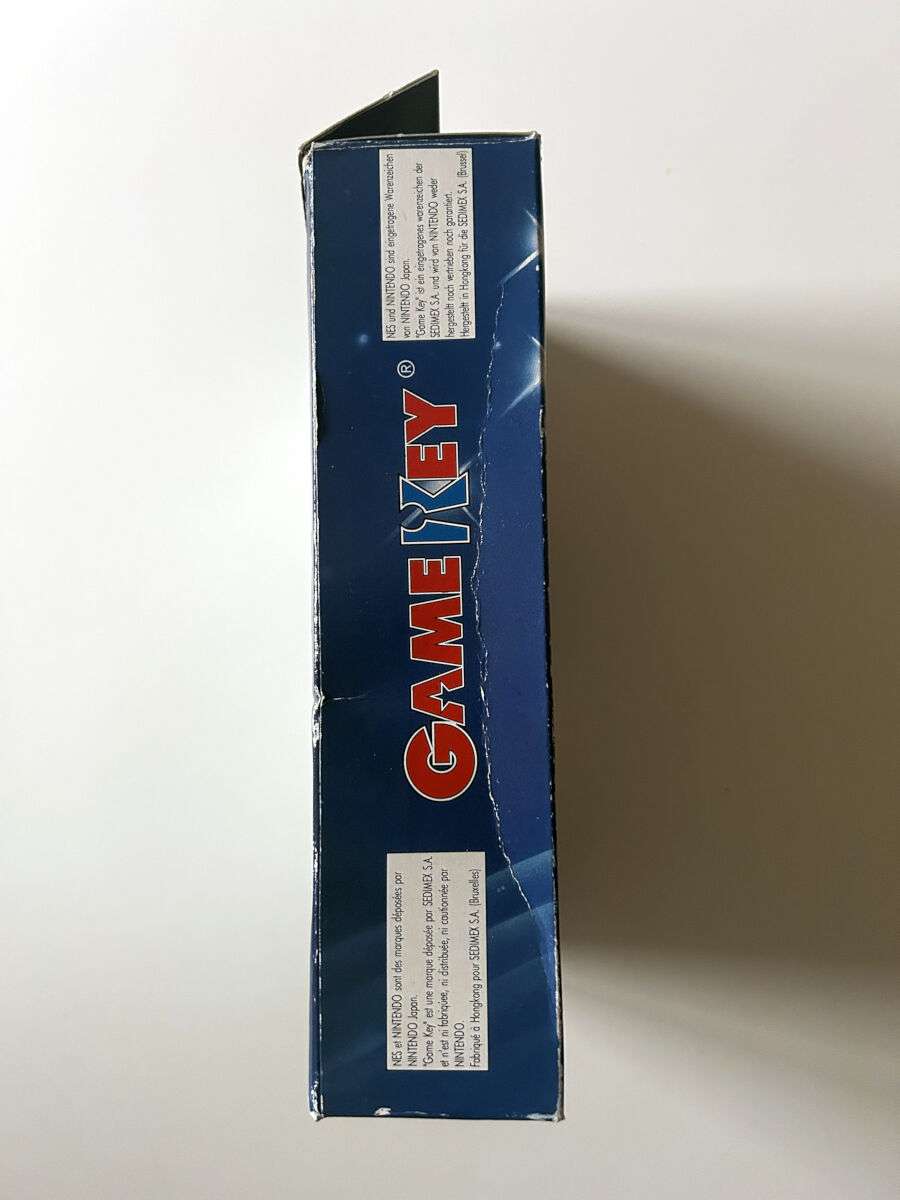 NES et NINTENDO sont des marques déposées par
NINTENDO Japan.
"Game Key" est une marque déposée par SEDIMEX S.A.
et n'est ni fabriquée, ni distribuée, ni cautionnée par
NINTENDO.
Fabriqué à Hongkong pour SEDIMEX S.A. (Bruxelles)
GAME KEY ®
NES und NINTENDO sind eingetragene Warenzeichen
von NINTENDO Japan.
"Game Key" ist ein eingetragenes warenzeichen der
SEDIMEX S.A. und wird von NINTENDO weder
hergestellt noch vertrieben noch garantiert.
Hergestellt in Hongkong für die SEDIMEX S.A. (Brussel)